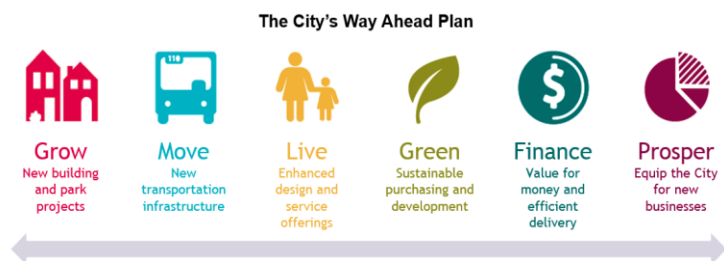 The City's Way Ahead Plan
110
Grow
New building
and park
projects
Move
New
transportation
infrastructure
Live
Enhanced
design and
service
offerings
Green
Sustainable
purchasing and
development
$
Finance
Value for
money and
efficient
delivery
Prosper
Equip the City
for new
businesses